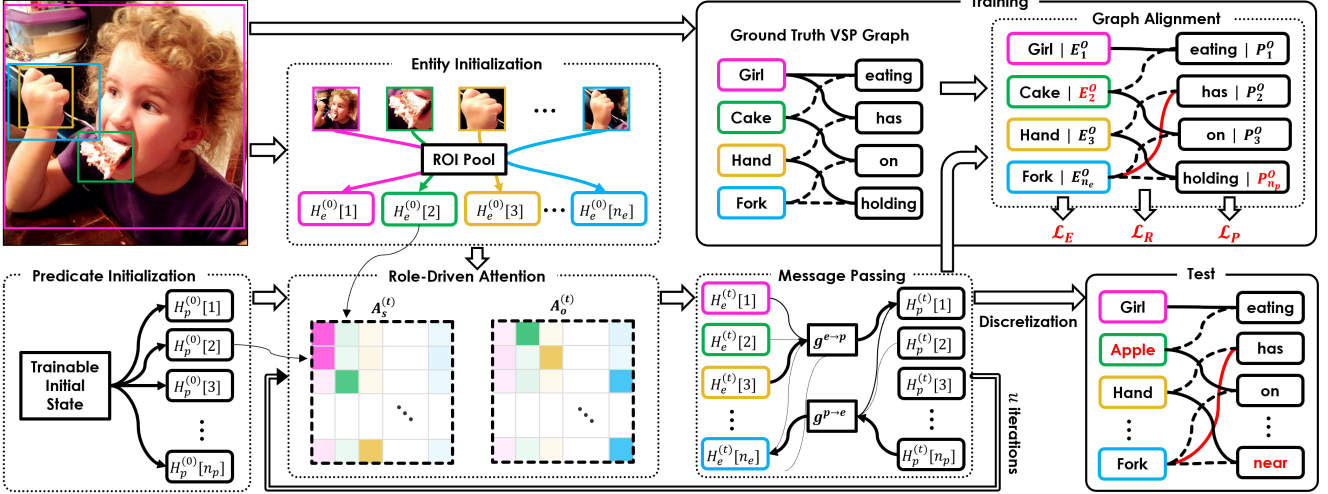 Training
Entity Initialization
ROI Pool
H_e^{(0)}[1]
H_e^{(0)}[2]
H_e^{(0)}[3]
...
H_e^{(0)}[n_e]
Ground Truth VSP Graph
Girl
Cake
Hand
Fork
eating
has
on
holding
Graph Alignment
Girl | E_1^O
Cake | E_2^O
Hand | E_3^O
Fork | E_{n_e}^O
eating | P_1^O
has | P_2^O
on | P_3^O
holding | P_{n_p}^O
ℒ_E
ℒ_R
ℒ_P
Predicate Initialization
Trainable
Initial
State
H_p^{(0)}[1]
H_p^{(0)}[2]
H_p^{(0)}[3]
H_p^{(0)}[n_p]
Role-Driven Attention
A_s^{(t)}
A_o^{(t)}
Message Passing
H_e^{(t)}[1]
H_e^{(t)}[2]
H_e^{(t)}[3]
H_e^{(t)}[n_e]
g^{e→p}
g^{p→e}
H_p^{(t)}[1]
H_p^{(t)}[2]
H_p^{(t)}[3]
H_p^{(t)}[n_p]
u iterations
Discretization
Test
Girl
Apple
Hand
Fork
eating
has
on
near